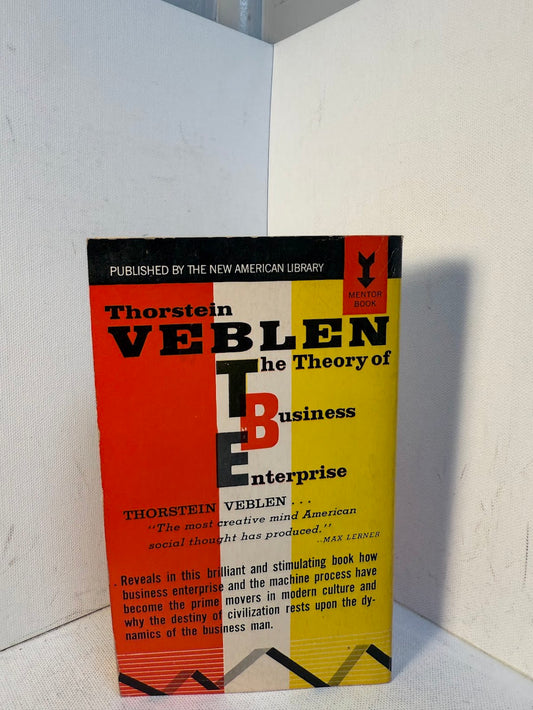 PUBLISHED BY THE NEW AMERICAN LIBRARY
MENTOR
BOOK
Thorstein
VEBLEN
The Theory of
Business
Enterprise
THORSTEIN VEBLEN . . .
"The most creative mind American
social thought has produced."
..MAX LERNER
Reveals in this brilliant and stimulating book how
business enterprise and the machine process have
become the prime movers in modern culture and
why the destiny of civilization rests upon the dy-
namics of the business man.